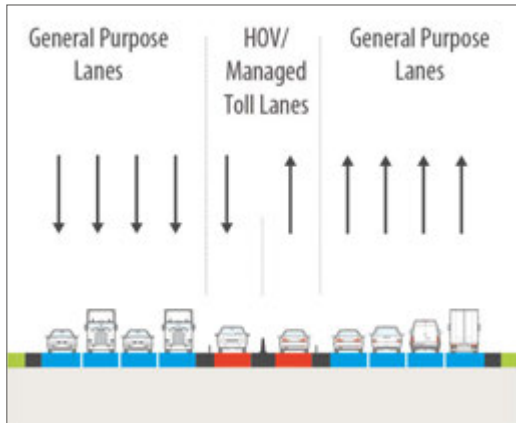 General Purpose
Lanes
HOV/
Managed
Toll Lanes
General Purpose
Lanes